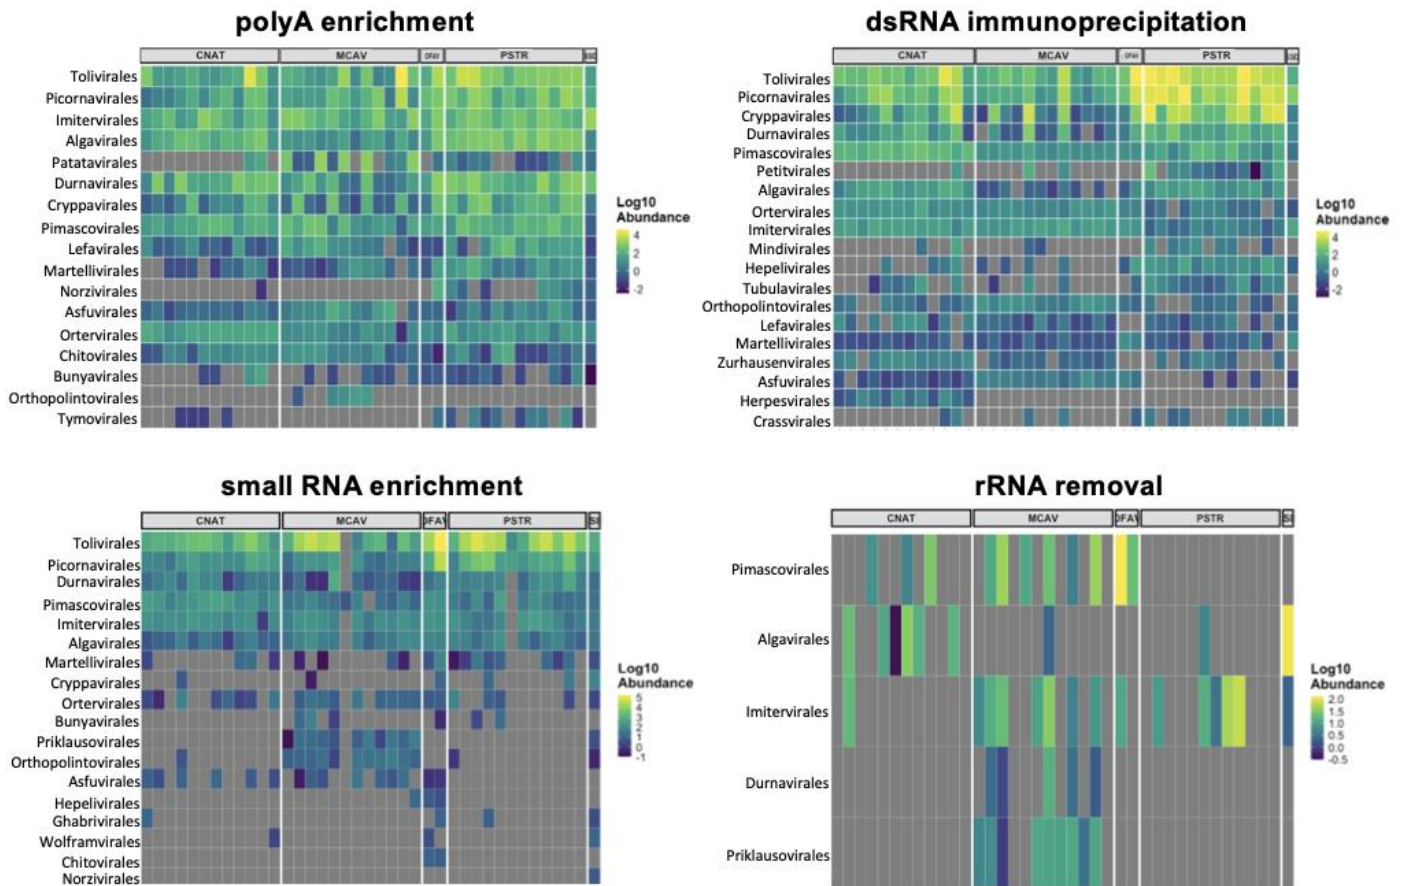 polyA enrichment
CNAT MCAV OFAV PSTR
Tolivirales
Picornavirales
Imitervirales
Algavirales
Patatavirales
Durnavirales
Cryppavirales
Pimascovirales
Lefavirales
Martellivirales
Norzivirales
Asfuvirales
Ortervirales
Chitovirales
Bunyavirales
Orthopolintovirales
Tymovirales
Log10
Abundance
4
2
0
-2
dsRNA immunoprecipitation
CNAT MCAV OFAV PSTR
Tolivirales
Picornavirales
Cryppavirales
Durnavirales
Pimascovirales
Petitvirales
Algavirales
Ortervirales
Imitervirales
Mindivirales
Hepelivirales
Tubulavirales
Orthopolintovirales
Lefavirales
Martellivirales
Zurhausenvirales
Asfuvirales
Herpesvirales
Crassvirales
Log10
Abundance
4
2
0
-2
small RNA enrichment
CNAT MCAV OFAV PSTR
Tolivirales
Picornavirales
Durnavirales
Pimascovirales
Imitervirales
Algavirales
Martellivirales
Cryppavirales
Ortervirales
Bunyavirales
Priklausovirales
Orthopolintovirales
Asfuvirales
Hepelivirales
Ghabrivirales
Wolframvirales
Chitovirales
Norzivirales
Log10
Abundance
5
4
3
2
1
0
-1
rRNA removal
CNAT MCAV OFAV PSTR
Pimascovirales
Algavirales
Imitervirales
Durnavirales
Priklausovirales
Log10
Abundance
2.0
1.5
1.0
0.5
0.0
-0.5